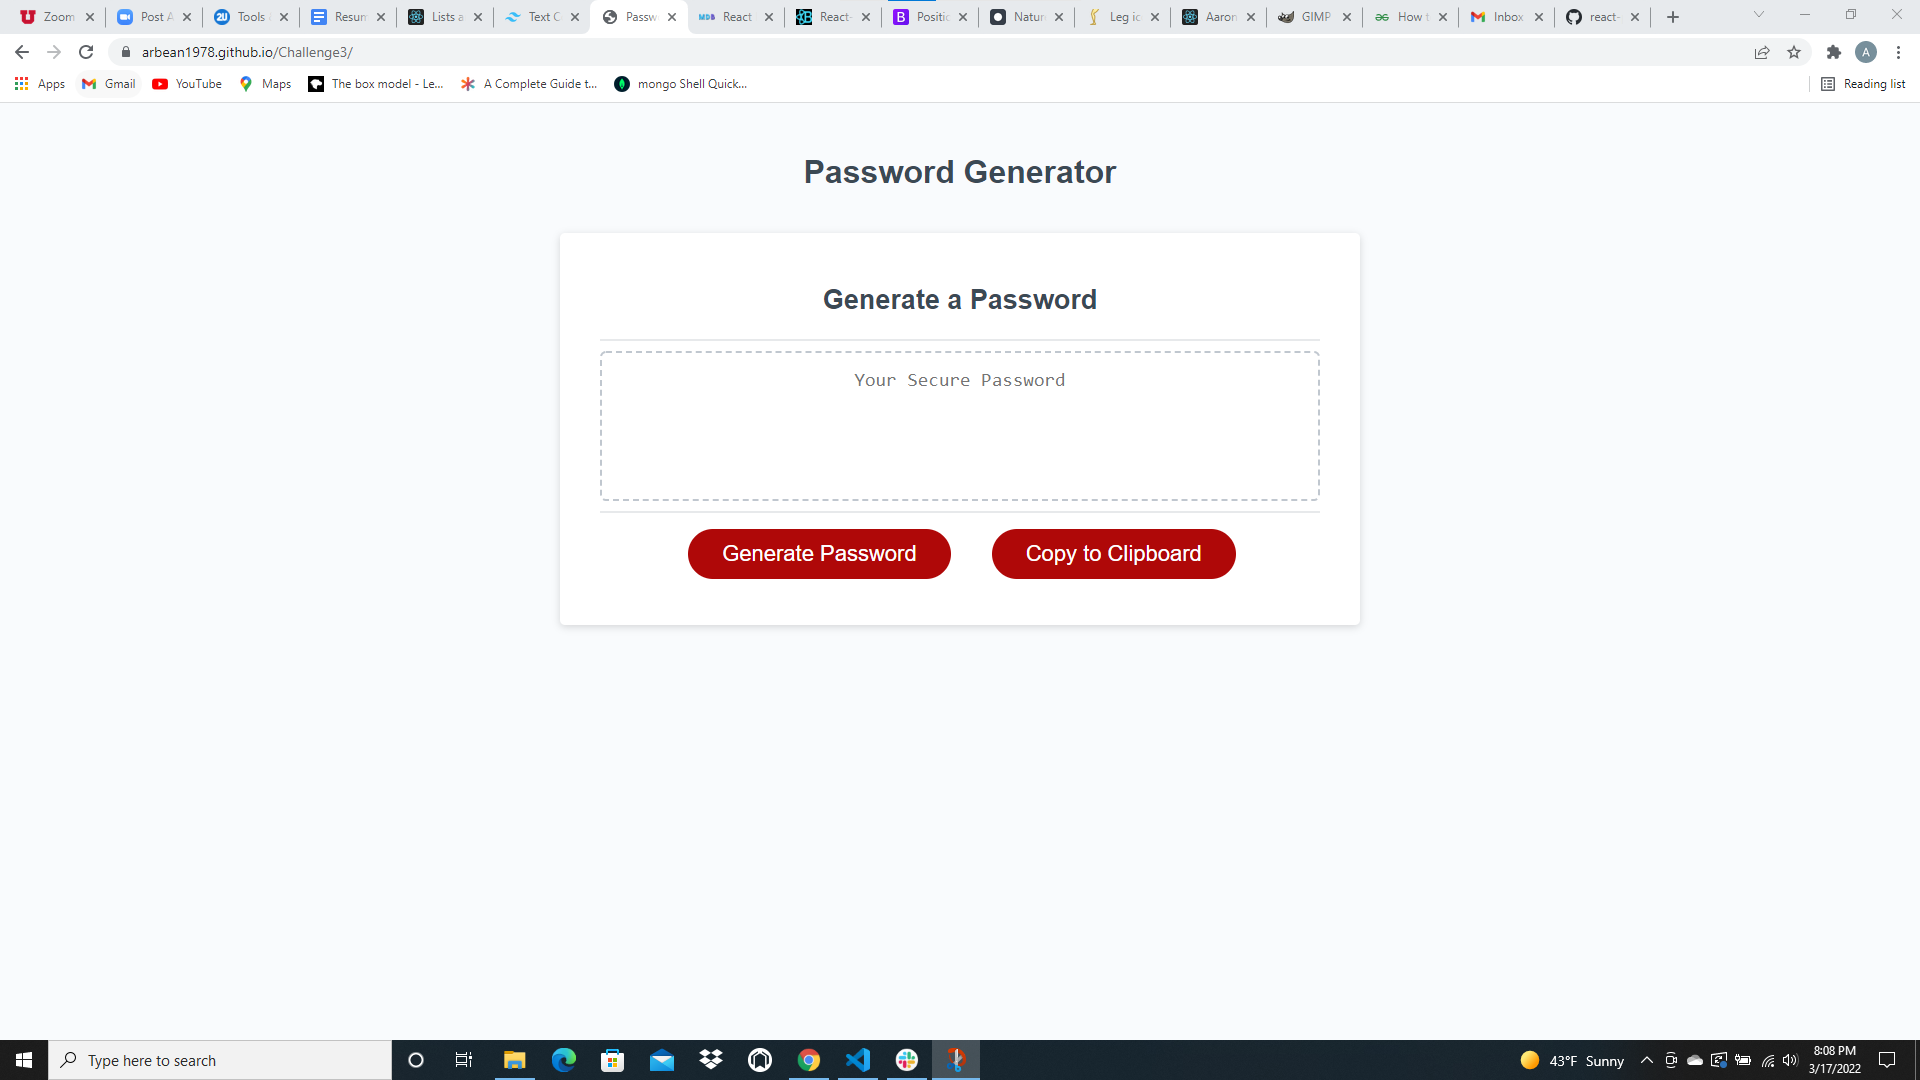 Zoom
Post A
Tools
Resum
Lists a
Text C
Passw
React
React-
B
Positic
Natur
Leg ic
Aaron
GIMP
How t
Inbox
react-
arbean1978.github.io/Challenge3/
A
Apps
Gmail
YouTube
Maps
The box model - Le...
A Complete Guide t...
mongo Shell Quick...
Reading list
Password Generator
Generate a Password
Your Secure Password
Generate Password
Copy to Clipboard
Type here to search
43°F Sunny
8:08 PM
3/17/2022